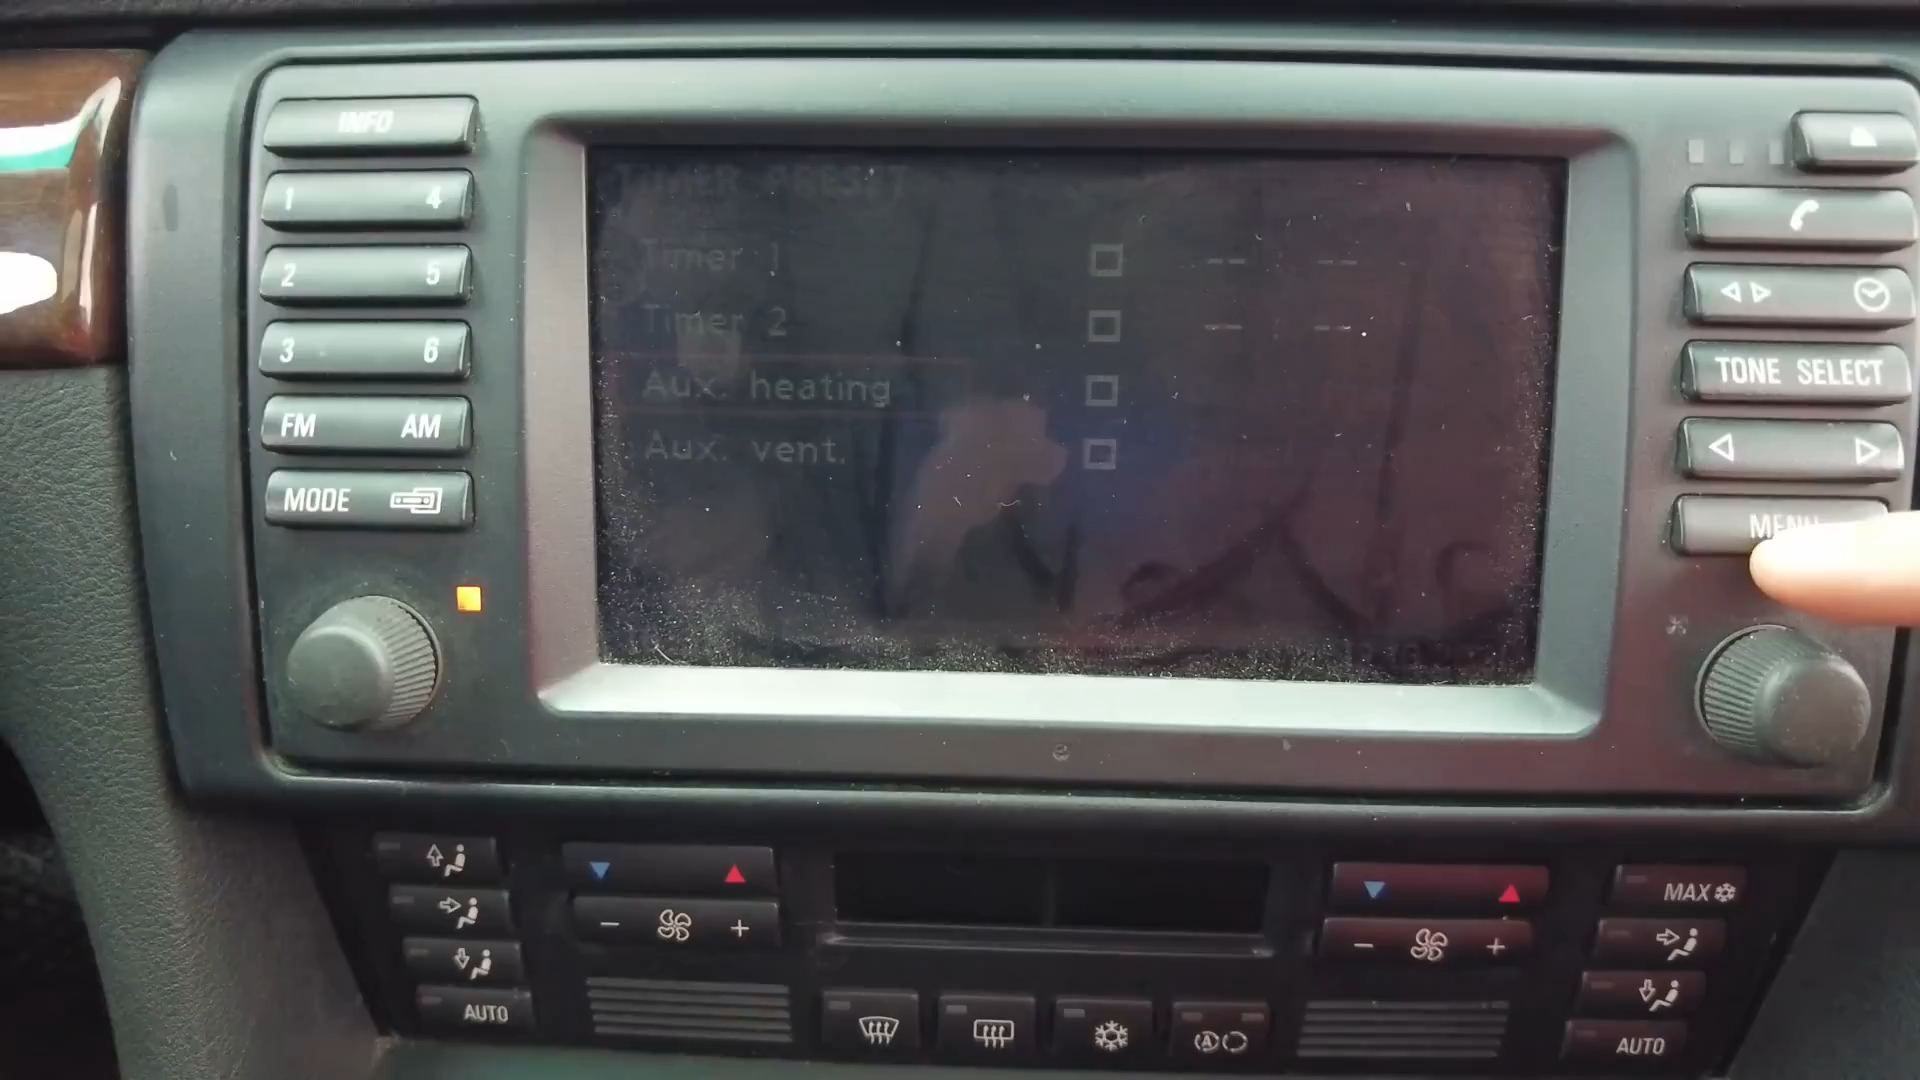 INFO
1 4
2 5
3 6
FM AM
MODE
TIMER PRESET
Timer 1 -- --
Timer 2 -- --
Aux. heating
Aux. vent.
TONE SELECT
MENU
MAX
AUTO
AUTO
A